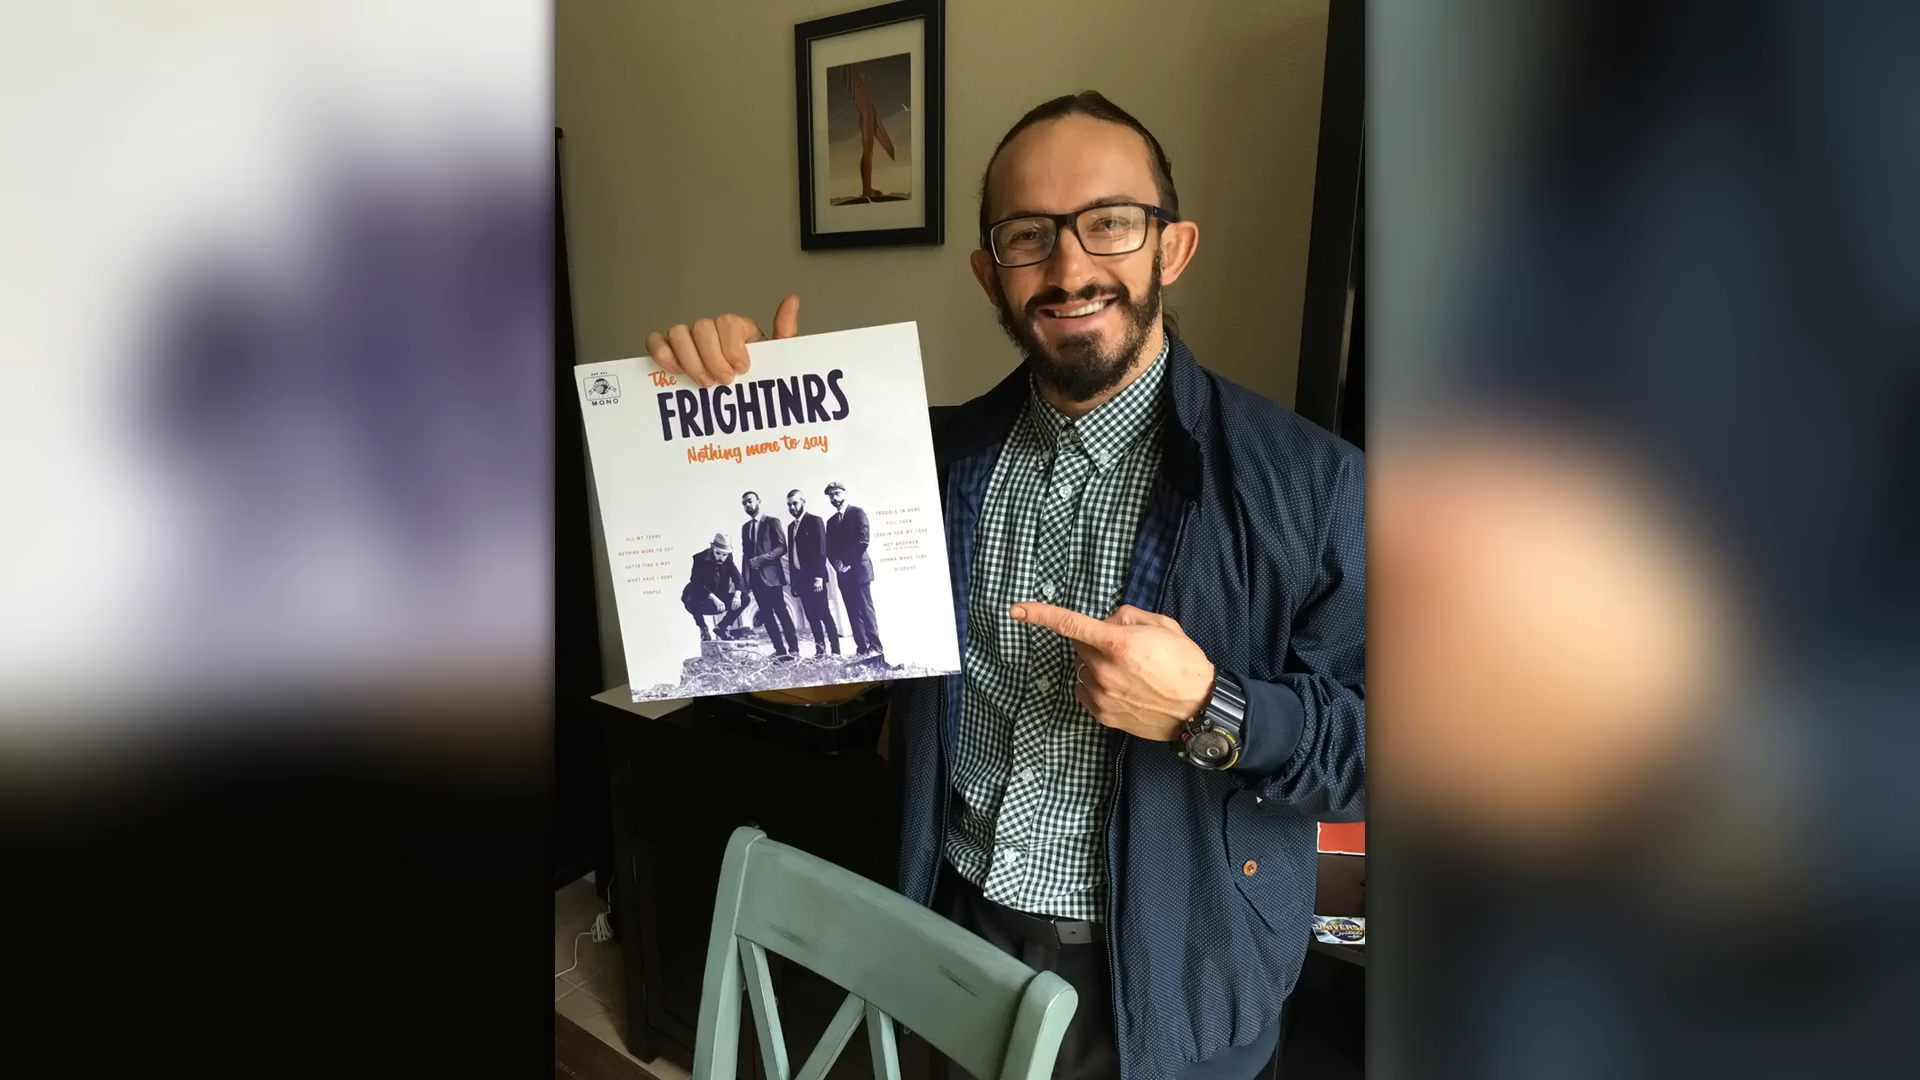 The
FRIGHTNRS
Nothing more to say
MONO
ALL MY TEARS
NOTHING MORE TO SAY
GOTTA FIND A WAY
WHAT HAVE I DONE
PURPLE
TROUBLE IN HERE
TILL THEN
LOOKIN FOR MY LOVE
HEY BROTHER
GONNA MAKE TIME
DISPUTE
UNIVERSA